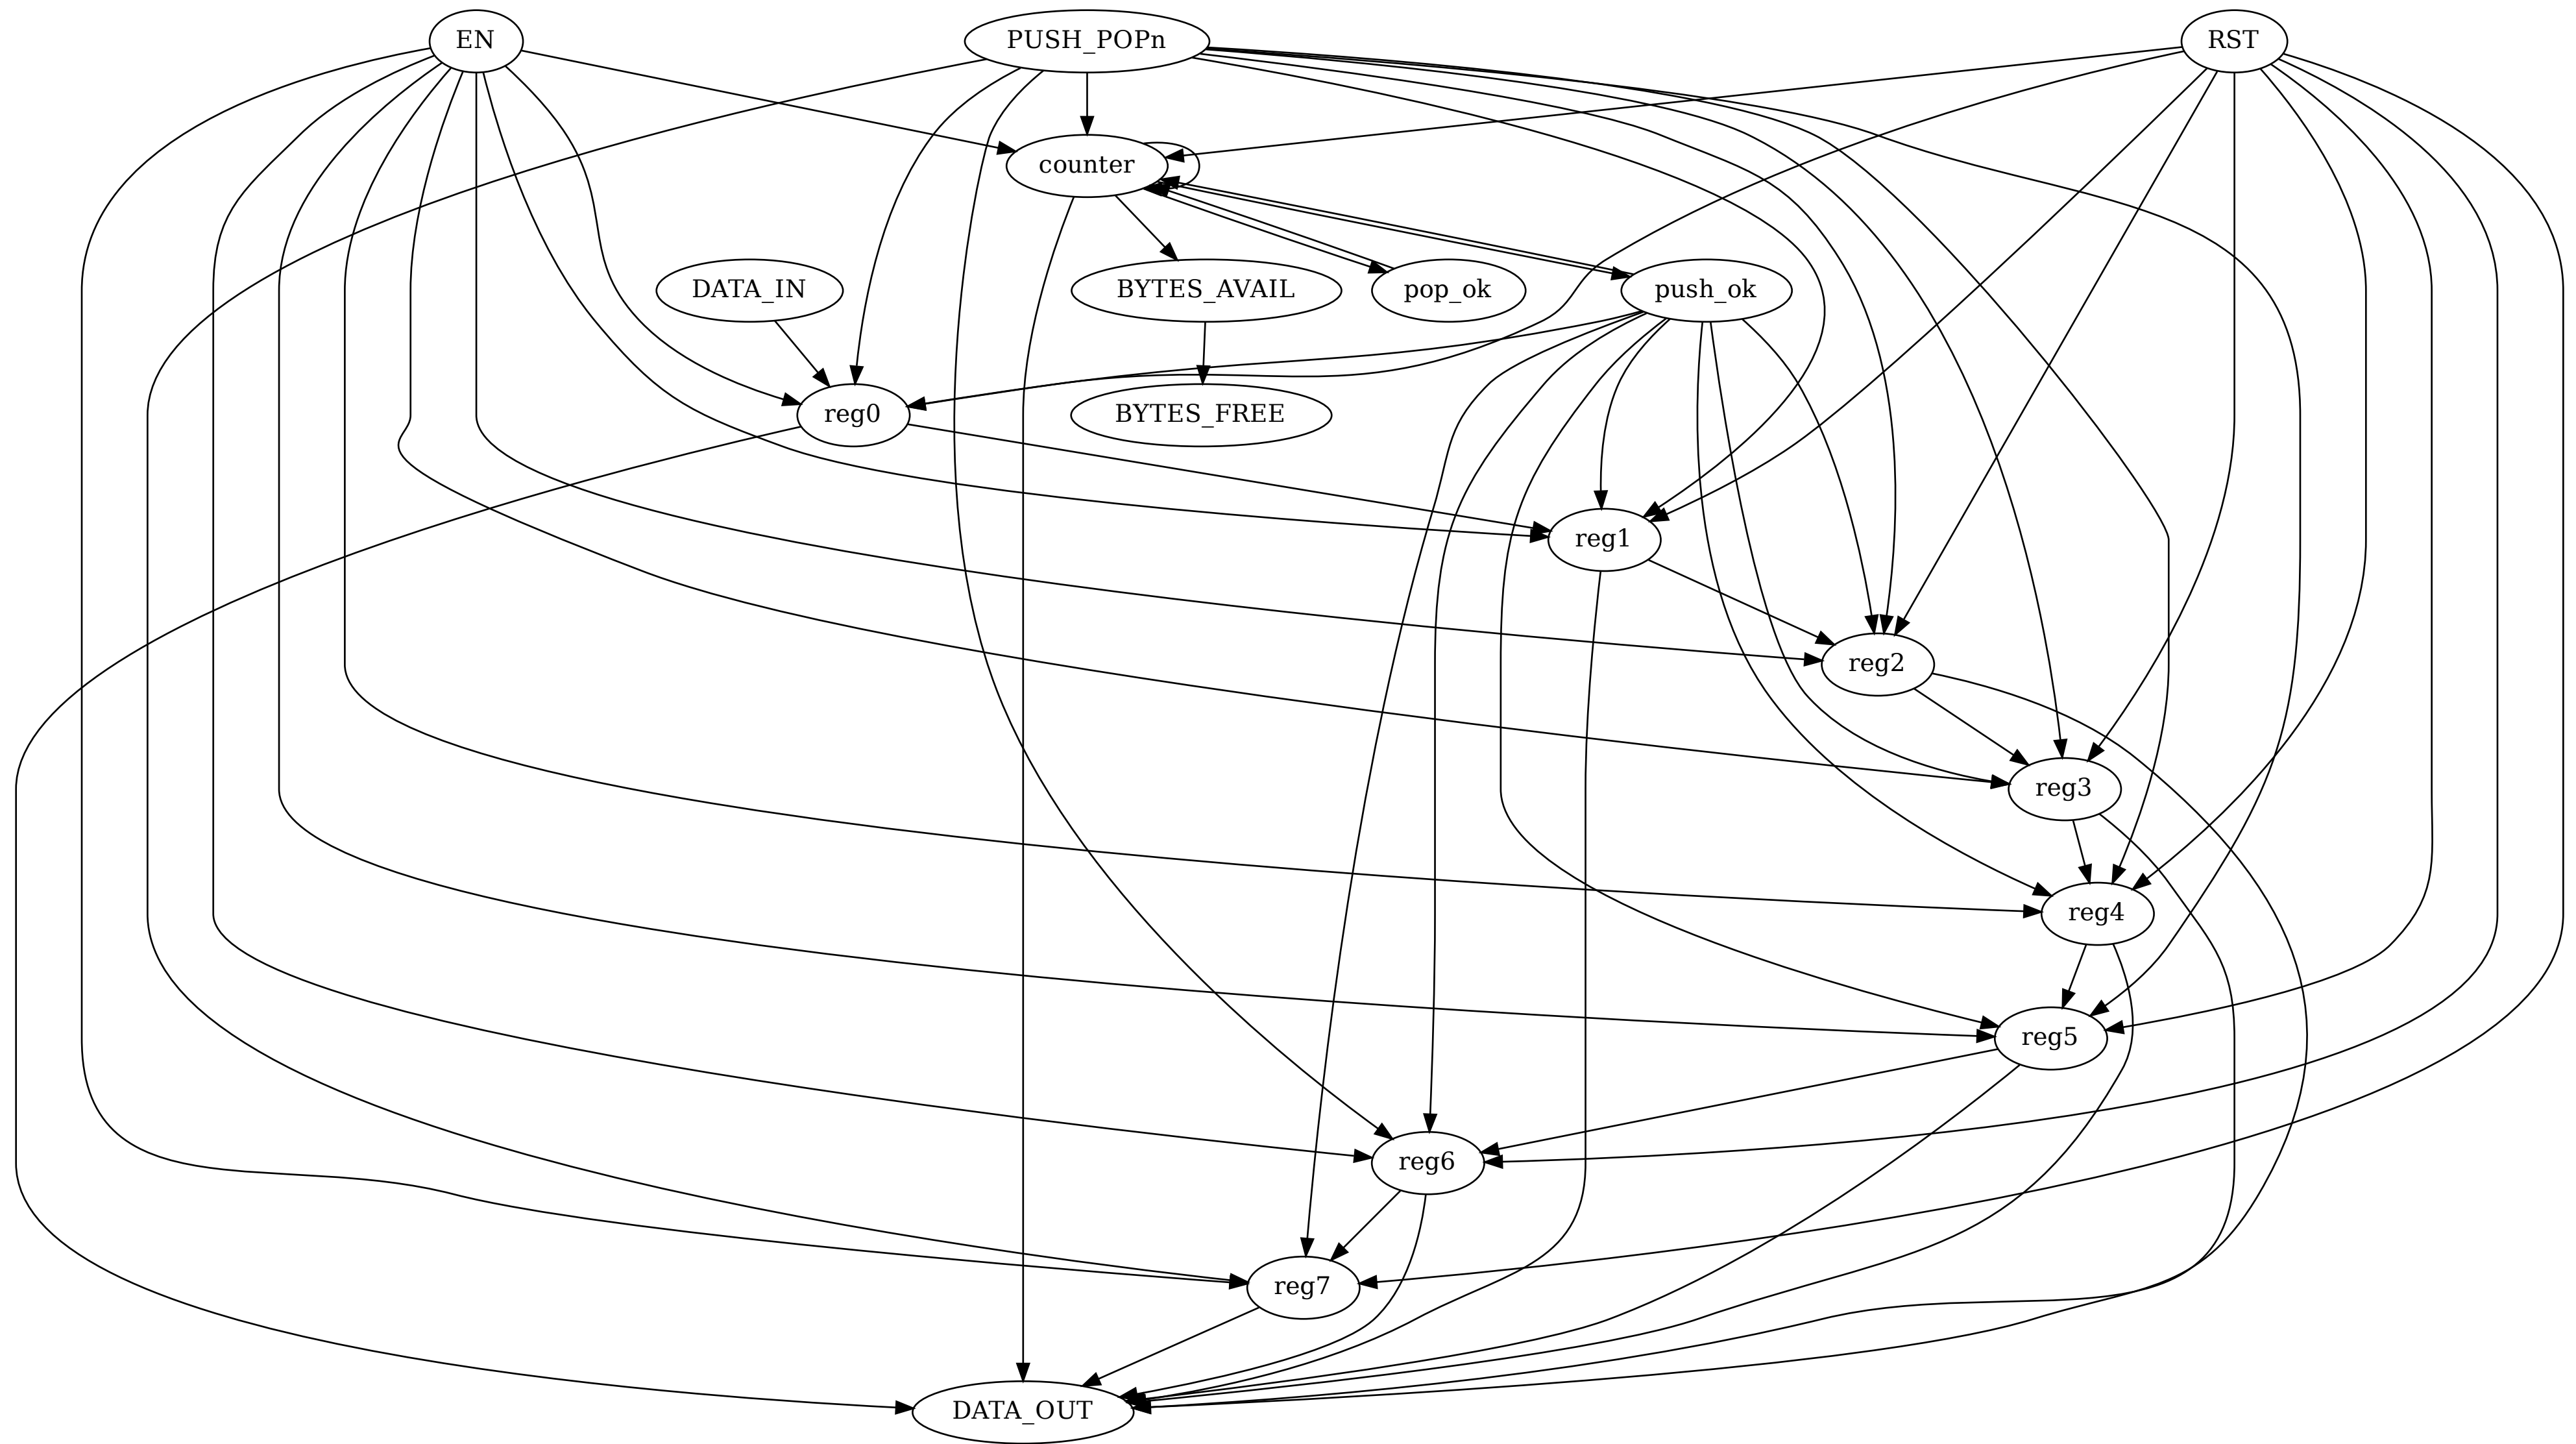 EN
PUSH_POPn
RST
counter
DATA_IN
BYTES_AVAIL
pop_ok
push_ok
reg0
BYTES_FREE
reg1
reg2
reg3
reg4
reg5
reg6
reg7
DATA_OUT